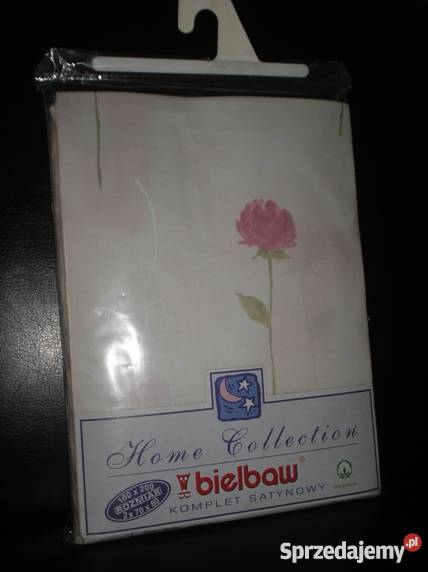 Home Collection
160 x 200
ROZMIAR
2 x 70 x 80
bielbaw®
KOMPLET SATYNOWY
Sprzedajemy.pl